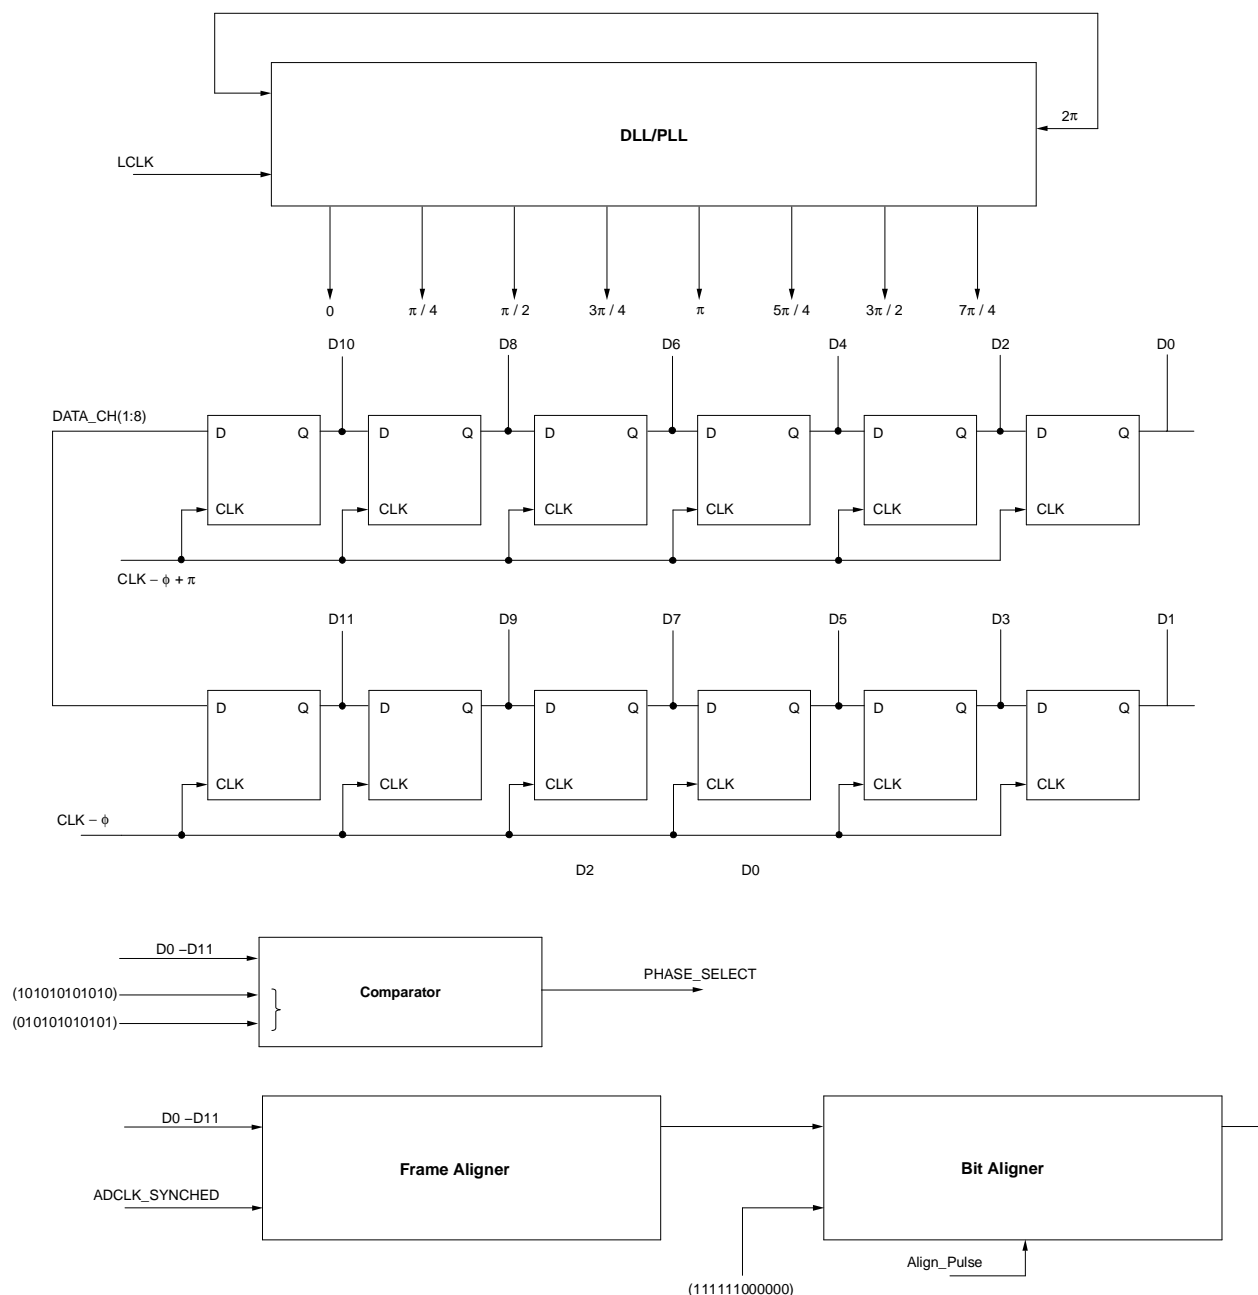 2π
DLL/PLL
LCLK
0 π / 4 π / 2 3π / 4 π 5π / 4 3π / 2 7π / 4
D10 D8 D6 D4 D2 D0
DATA_CH(1:8)
D Q D Q D Q D Q D Q D Q
CLK CLK CLK CLK CLK CLK
CLK – ϕ + π
D11 D9 D7 D5 D3 D1
D Q D Q D Q D Q D Q D Q
CLK CLK CLK CLK CLK CLK
CLK – ϕ
D2 D0
D0 –D11
(101010101010)
(010101010101)
Comparator
PHASE_SELECT
D0 –D11
ADCLK_SYNCHED
Frame Aligner
Bit Aligner
Align_Pulse
(111111000000)